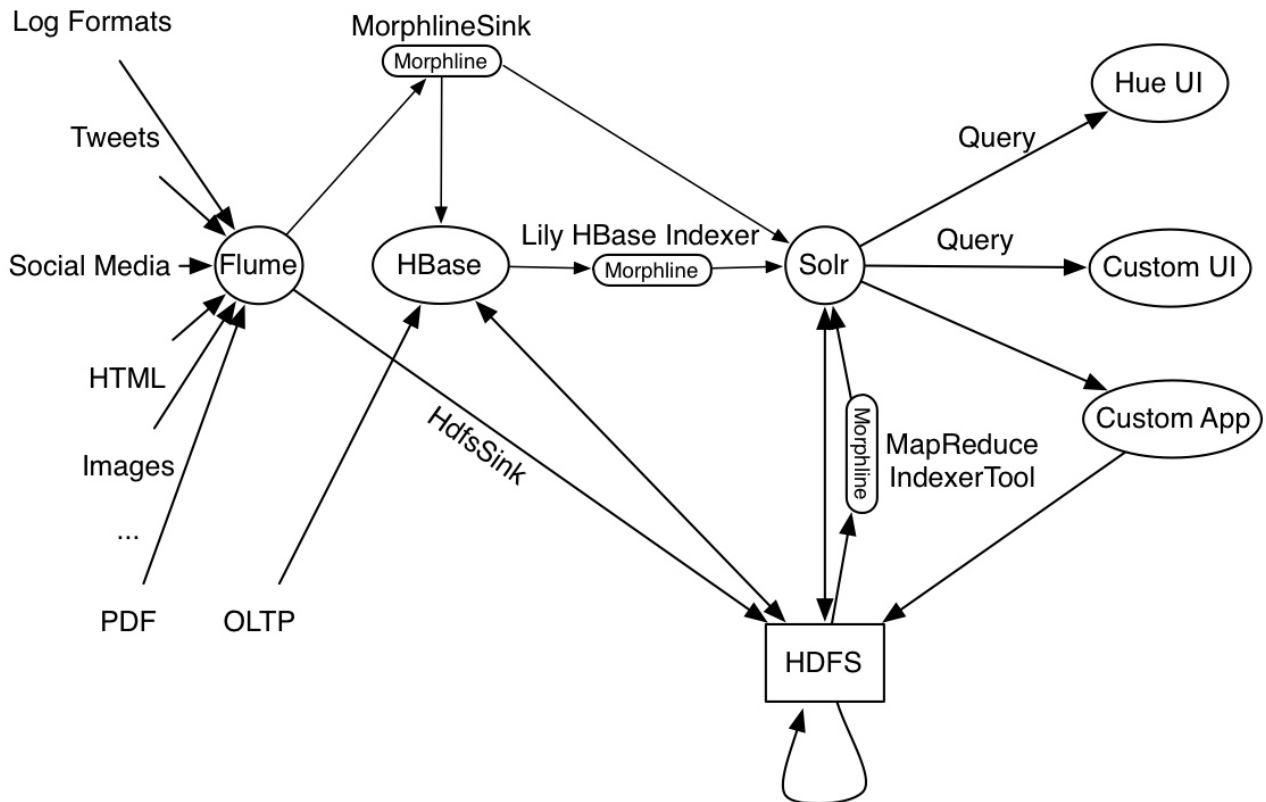 Log Formats
MorphlineSink
Morphline
Hue UI
Tweets
Query
Social Media
Flume
HBase
Lily HBase Indexer
Morphline
Solr
Query
Custom UI
HTML
HdfsSink
Morphline
MapReduce
IndexerTool
Custom App
Images
...
PDF
OLTP
HDFS